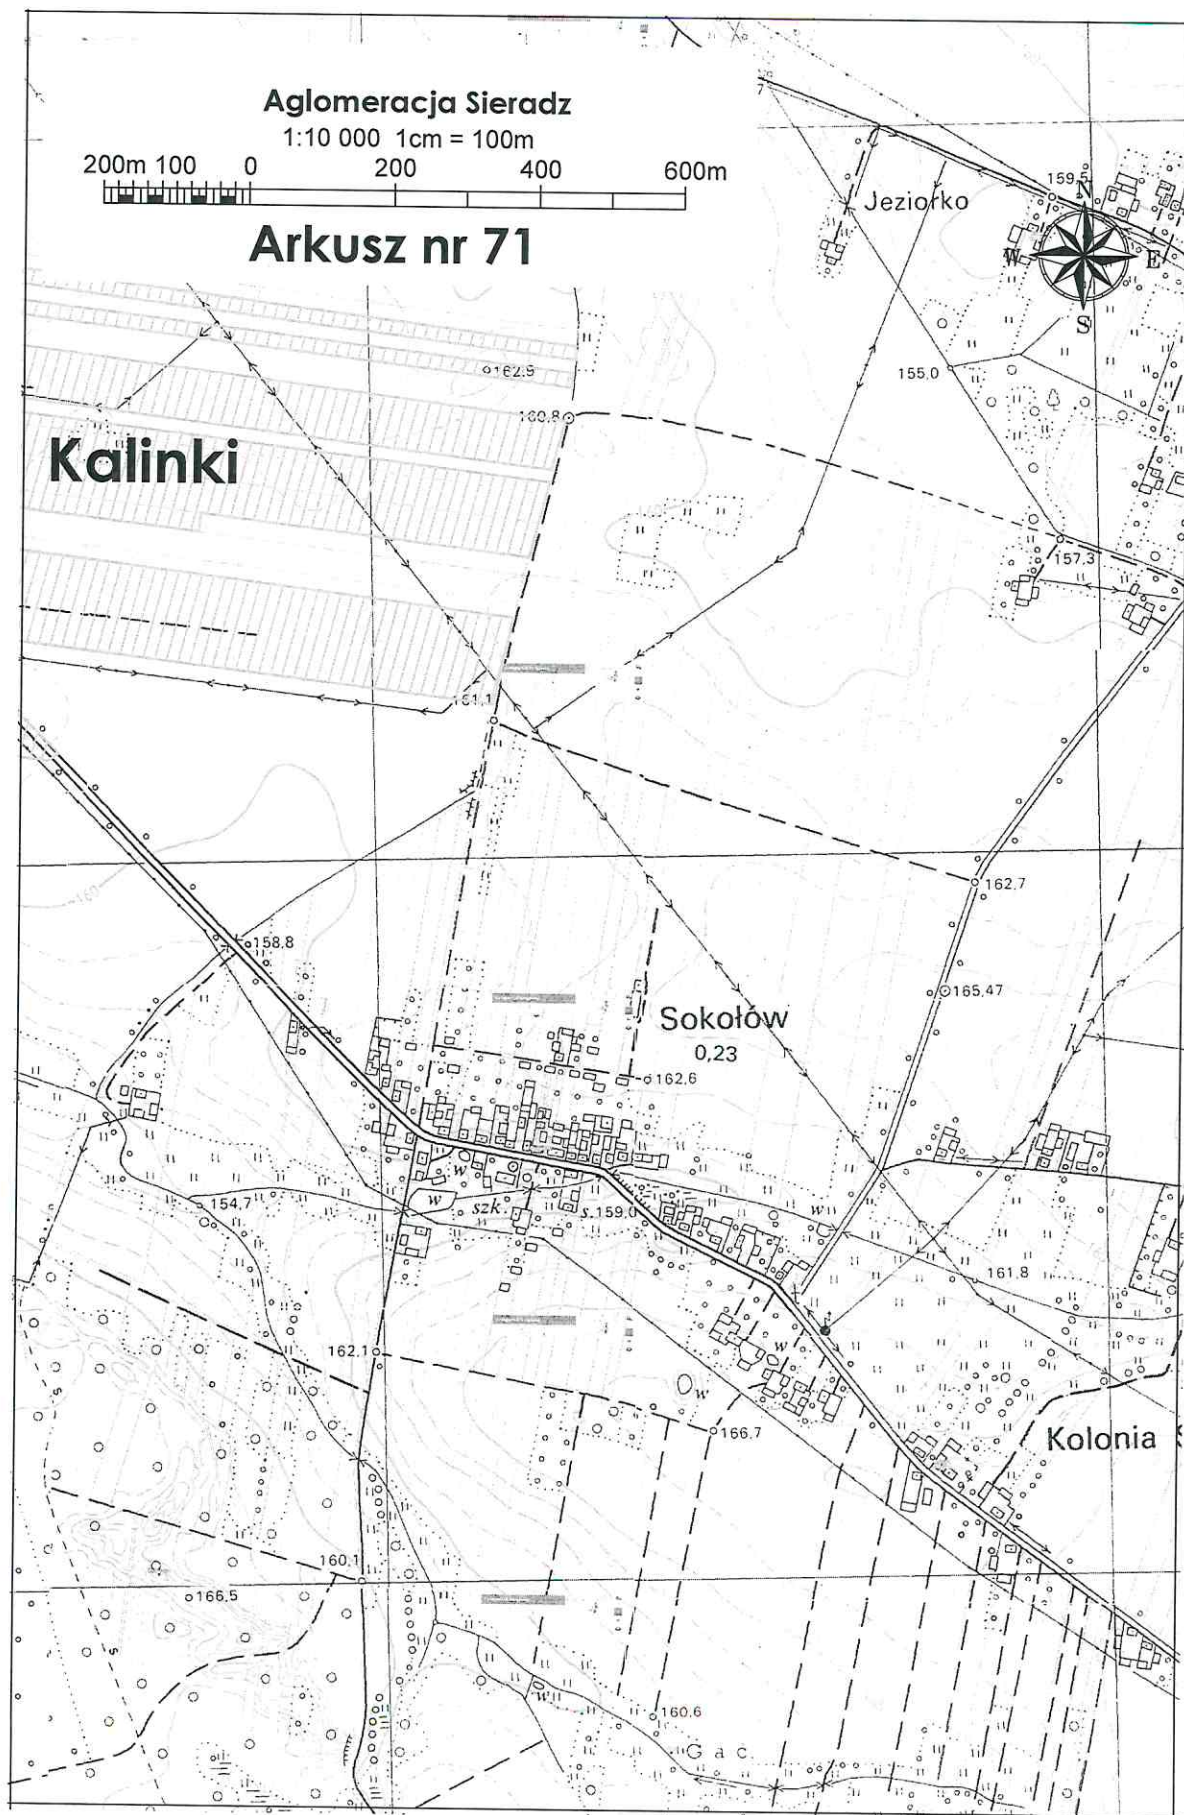 Aglomeracja Sieradz
1:10 000 1cm = 100m
200m 100 0 200 400 600m
Arkusz nr 71
Jeziorko
159,5
N
W E
S
162,9
155,0
160,8
Kalinki
157,3
161,1
162,7
160
158,8
165,47
Sokołów
0,23
162,6
w
w
szk.
s.159,0
w
154,7
161,8
162,1
w
w
166,7
Kolonia S
160,1
166,5
w
160,6
Gac